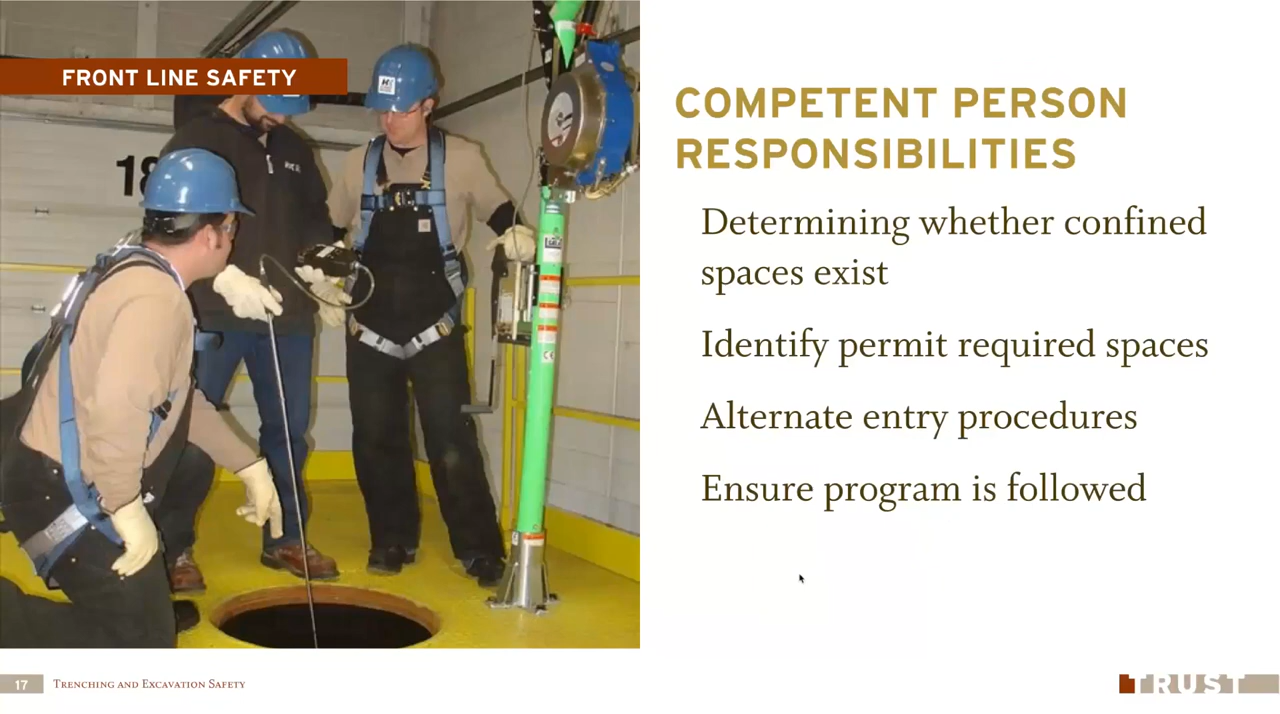 FRONT LINE SAFETY
18
COMPETENT PERSON
RESPONSIBILITIES
Determining whether confined
spaces exist
Identify permit required spaces
Alternate entry procedures
Ensure program is followed
17
TRENCHING AND EXCAVATION SAFETY
TRUST